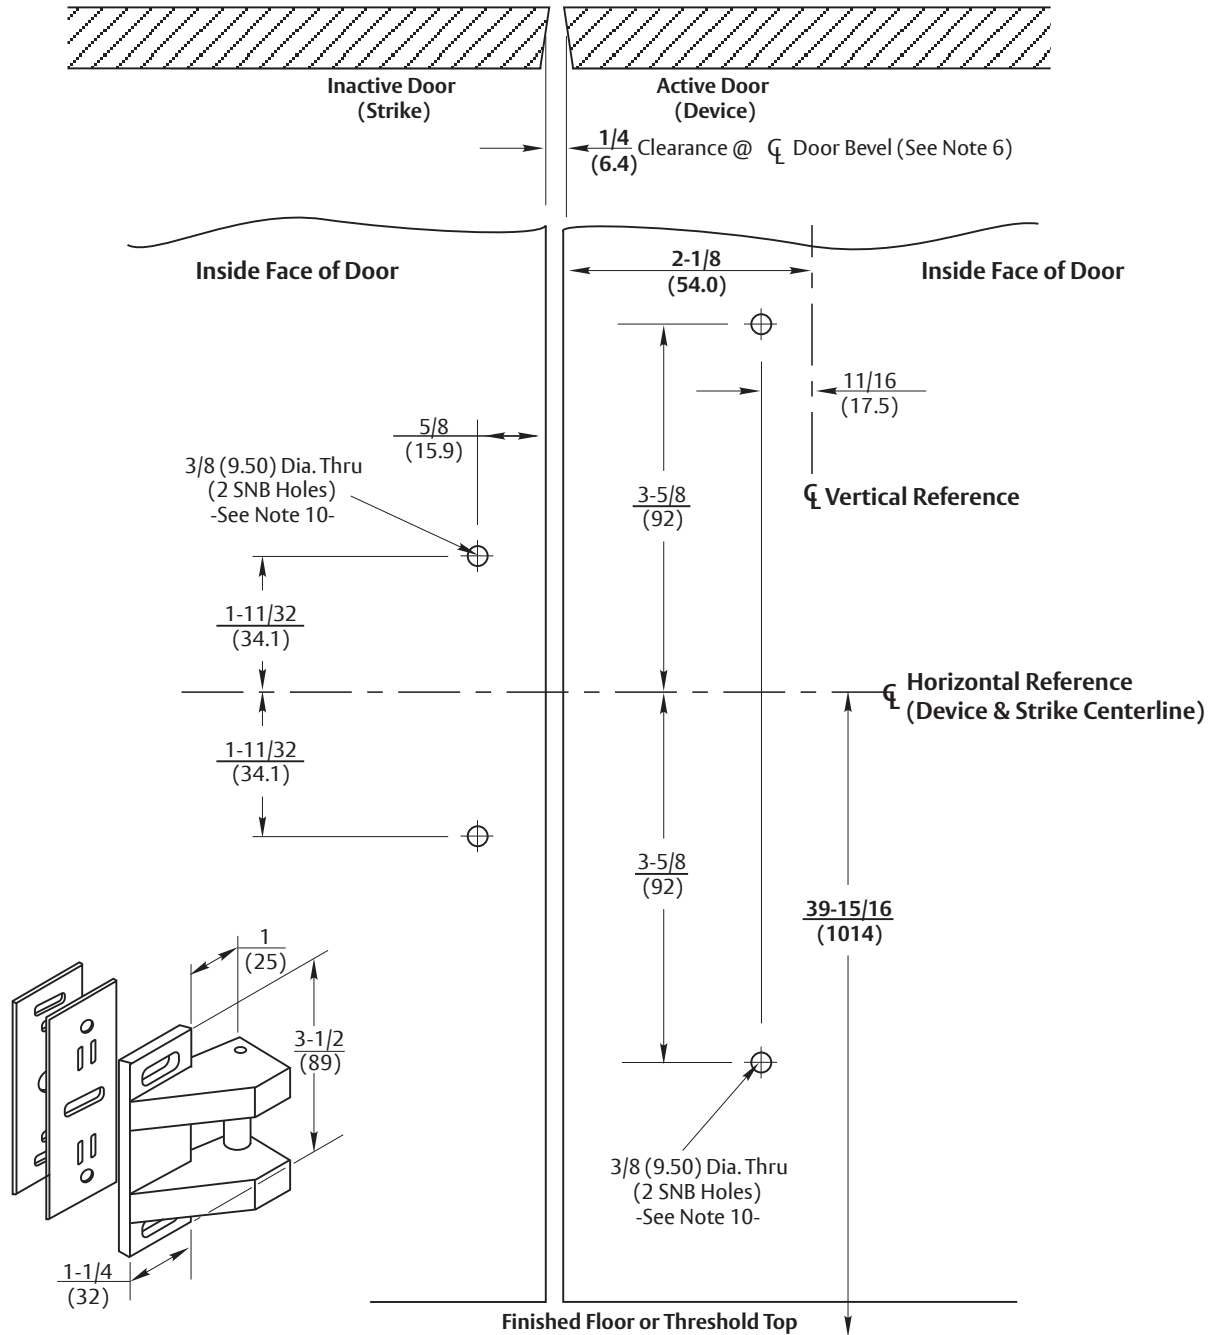 Inactive Door
(Strike)
Active Door
(Device)
1/4
(6.4)
Clearance @ ℄ Door Bevel (See Note 6)
Inside Face of Door
2-1/8
(54.0)
Inside Face of Door
11/16
(17.5)
5/8
(15.9)
3/8 (9.50) Dia. Thru
(2 SNB Holes)
-See Note 10-
3-5/8
(92)
℄ Vertical Reference
1-11/32
(34.1)
℄ Horizontal Reference
(Device & Strike Centerline)
1-11/32
(34.1)
3-5/8
(92)
39-15/16
(1014)
1
(25)
3-1/2
(89)
3/8 (9.50) Dia. Thru
(2 SNB Holes)
-See Note 10-
1-1/4
(32)
Finished Floor or Threshold Top